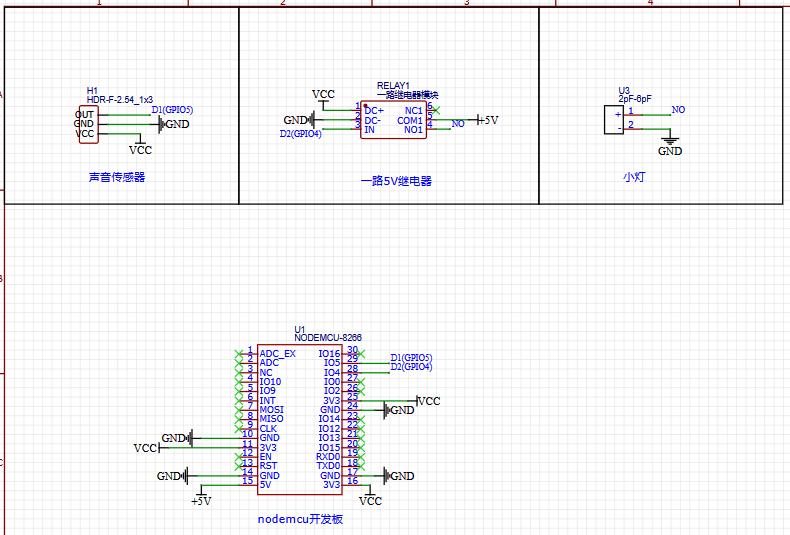 1
2
3
4
H1
HDR-F-2.54_1x3
OUT
GND
VCC
D1(GPIO5)
GND
VCC
声音传感器
RELAY1
一路继电器模块
VCC
GND
D2(GPIO4)
1
2
3
DC+
DC-
IN
NC1
COM1
NO1
6
5
4
+5V
NO
一路5V继电器
U3
2pF-6pF
+ 1
- 2
NO
GND
小灯
B
U1
NODEMCU-8266
1 ADC_EX IO16 30
2 ADC IO5 29 D1(GPIO5)
3 NC IO4 28 D2(GPIO4)
4 IO10 IO0 27
5 IO9 IO2 26
6 INT 3V3 25 VCC
7 MOSI GND 24 GND
8 MISO IO14 23
9 CLK IO12 22
GND 10 GND IO13 21
VCC 11 3V3 IO15 20
12 EN RXD0 19
13 RST TXD0 18
GND 14 GND GND 17 GND
15 5V 3V3 16
+5V VCC
nodemcu开发板